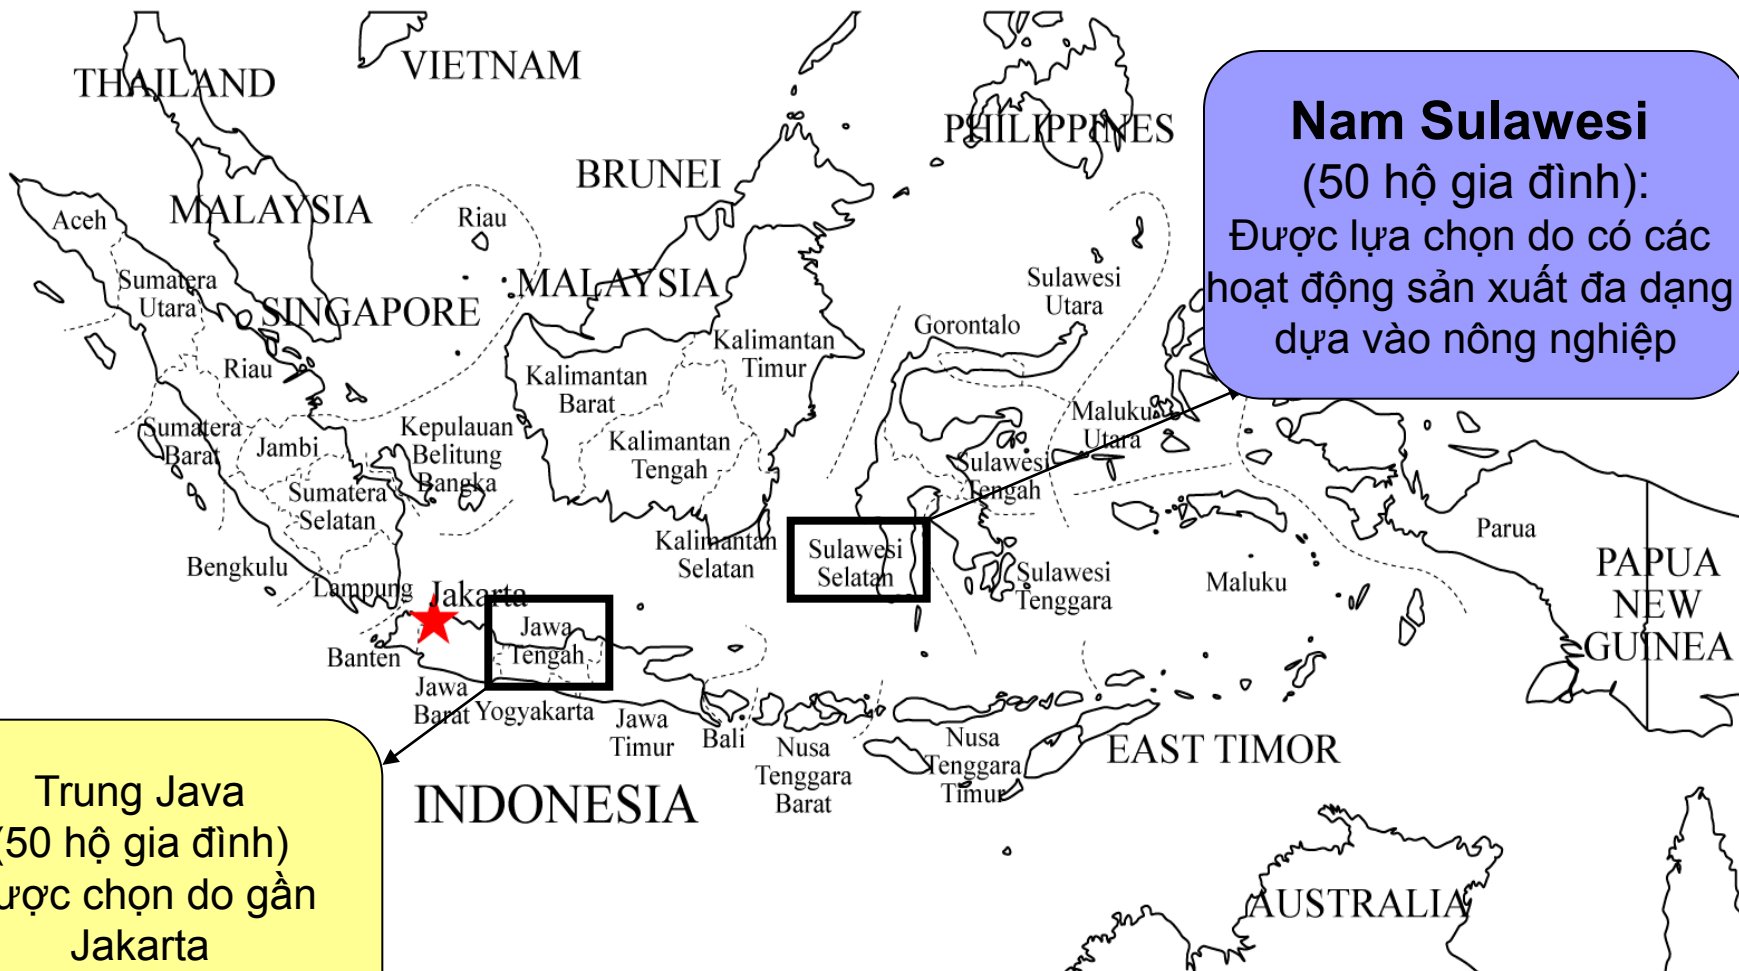 VIETNAM
THAILAND
PHILIPPINES
BRUNEI
MALAYSIA
Aceh
Riau
Sumatera
Utara
SINGAPORE
MALAYSIA
Nam Sulawesi
(50 hộ gia đình):
Được lựa chọn do có các
hoạt động sản xuất đa dạng
dựa vào nông nghiệp
Sulawesi
Utara
Gorontalo
Kalimantan
Timur
Kalimantan
Barat
Riau
Sumatera
Barat
Jambi
Kepulauan
Belitung
Bangka
Kalimantan
Tengah
Maluku
Utara
Sulawesi
Tengah
Sumatera
Selatan
Bengkulu
Lampung
Jakarta
Kalimantan
Selatan
Sulawesi
Selatan
Sulawesi
Tenggara
Maluku
Parua
PAPUA
NEW
GUINEA
Banten
Jawa
Tengah
Jawa
Barat
Yogyakarta
Jawa
Timur
Bali
Nusa
Tenggara
Barat
Nusa
Tenggara
Timur
EAST TIMOR
INDONESIA
AUSTRALIA
Trung Java
(50 hộ gia đình)
ược chọn do gần
Jakarta